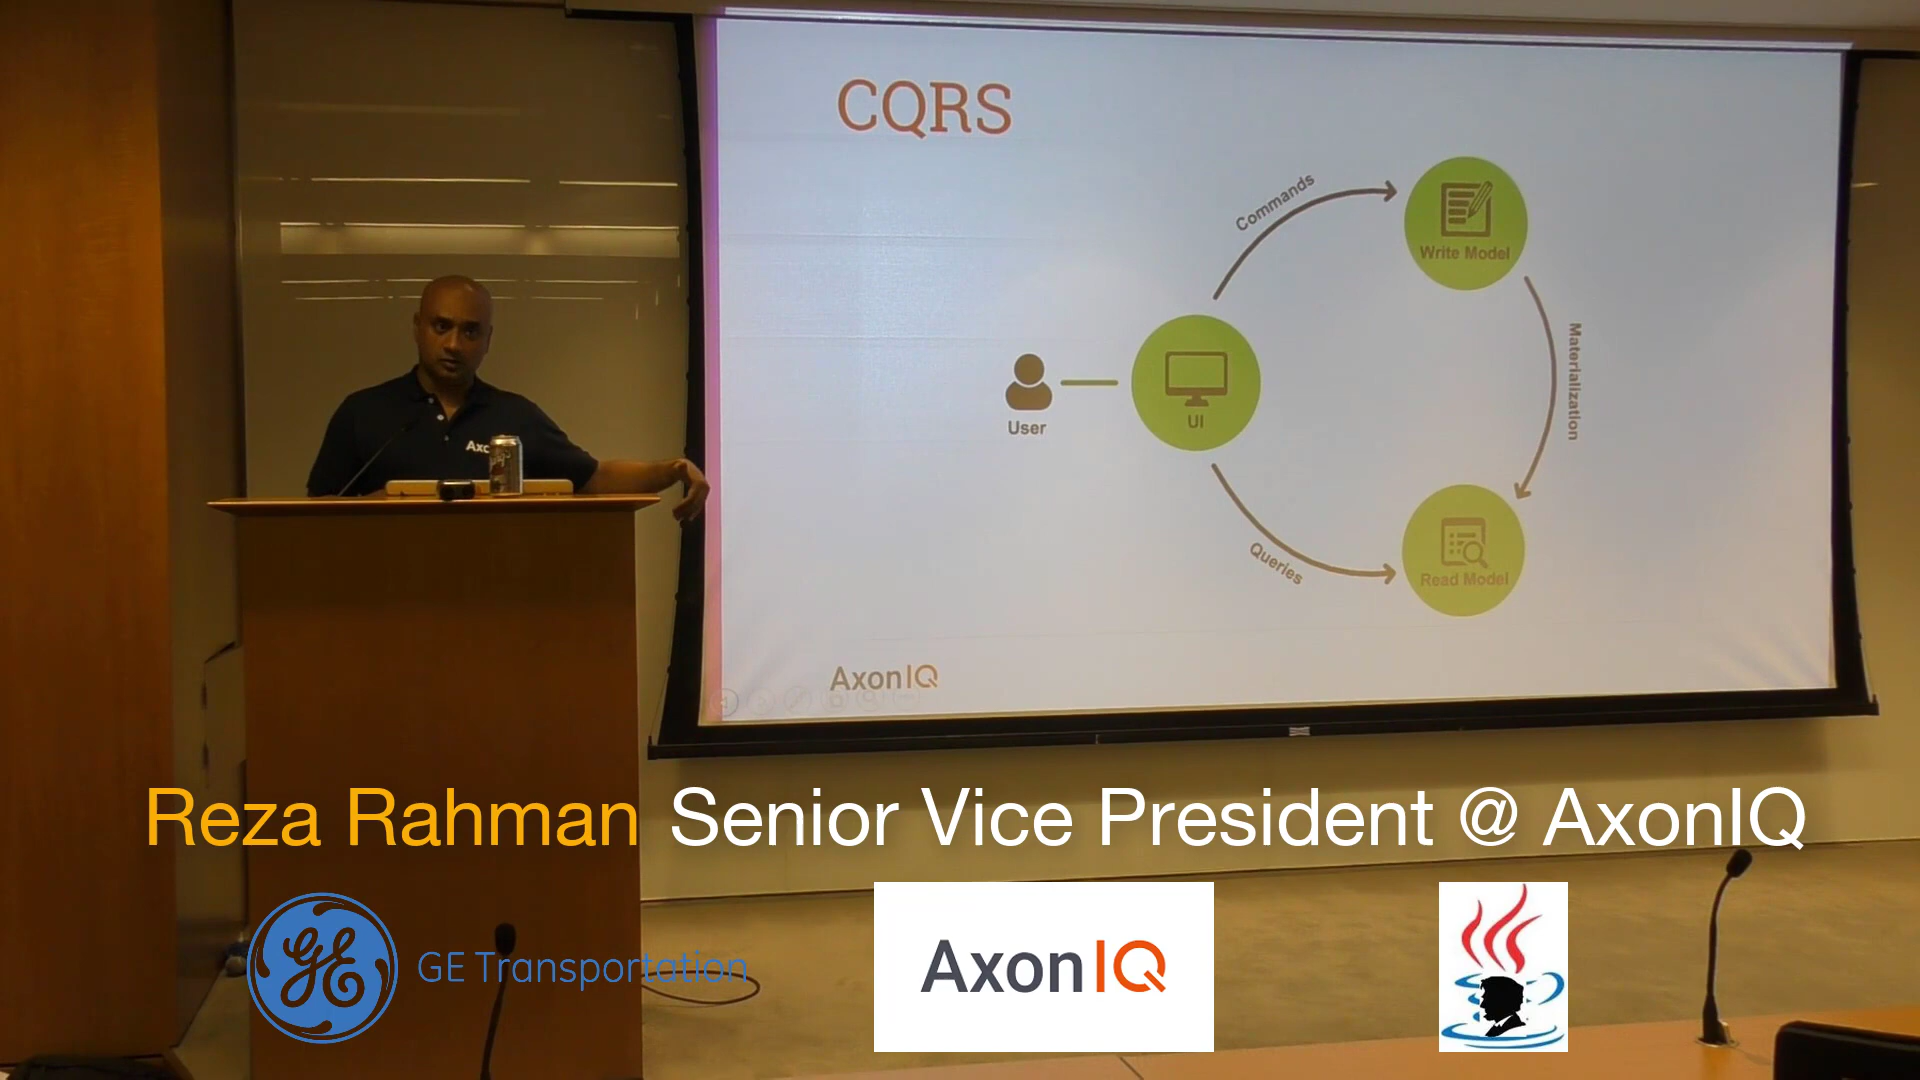 CQRS
Commands
Write Model
Materialization
User
UI
Queries
Read Model
AxonIQ
Reza Rahman Senior Vice President @ AxonIQ
GE
GE Transportation
AxonIQ